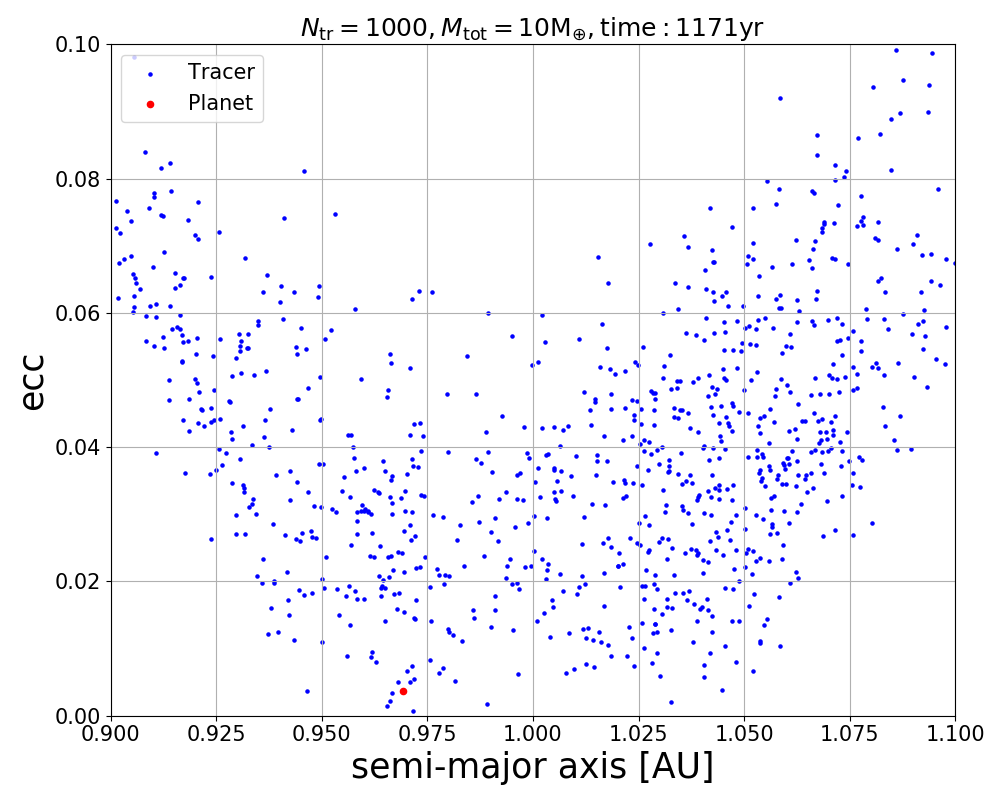 N_tr = 1000, M_tot = 10M_⊕, time : 1171yr
Tracer
Planet
ecc
0.10
0.08
0.06
0.04
0.02
0.00
0.900 0.925 0.950 0.975 1.000 1.025 1.050 1.075 1.100
semi-major axis [AU]